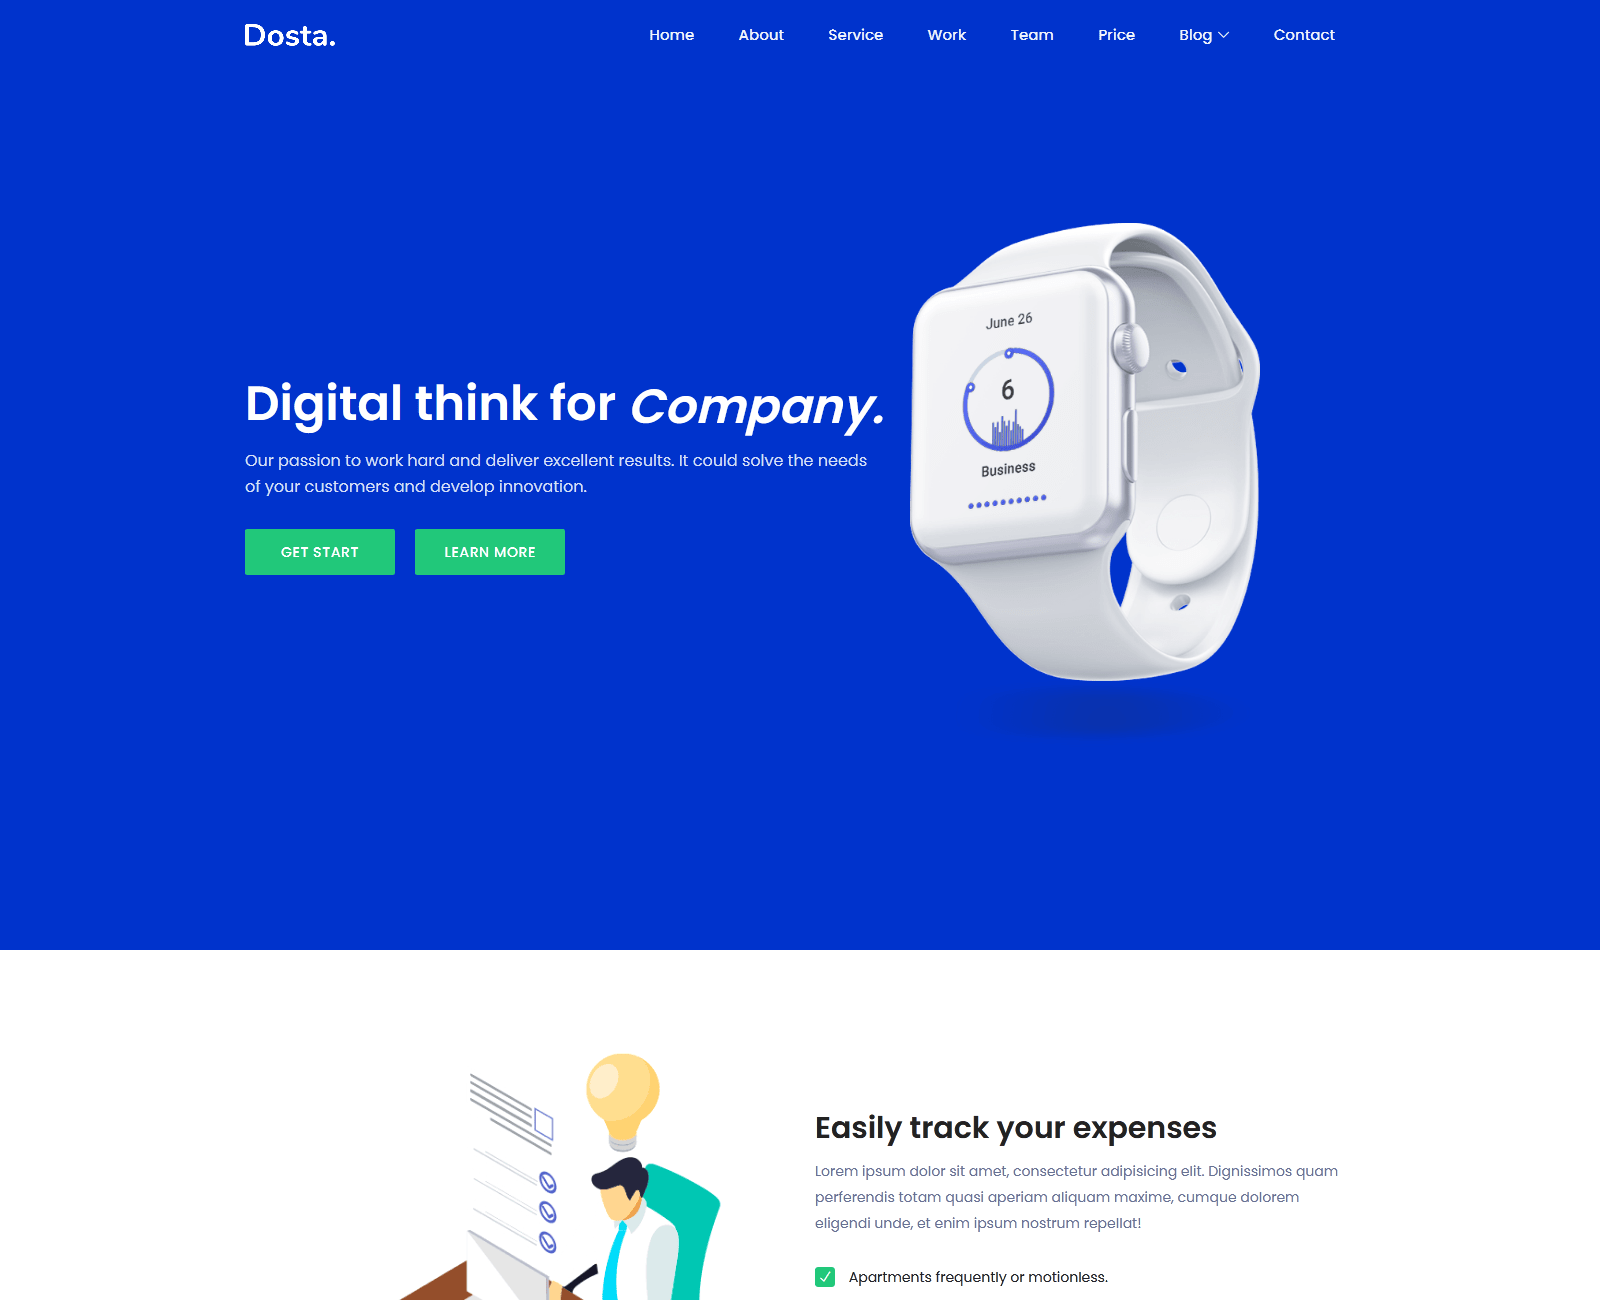 Dosta.
Home About Service Work Team Price Blog Contact
June 26
6
Business
Digital think for Company.
Our passion to work hard and deliver excellent results. It could solve the needs
of your customers and develop innovation.
GET START LEARN MORE
Easily track your expenses
Lorem ipsum dolor sit amet, consectetur adipisicing elit. Dignissimos quam
perferendis totam quasi aperiam aliquam maxime, cumque dolorem
eligendi unde, et enim ipsum nostrum repellat!
Apartments frequently or motionless.